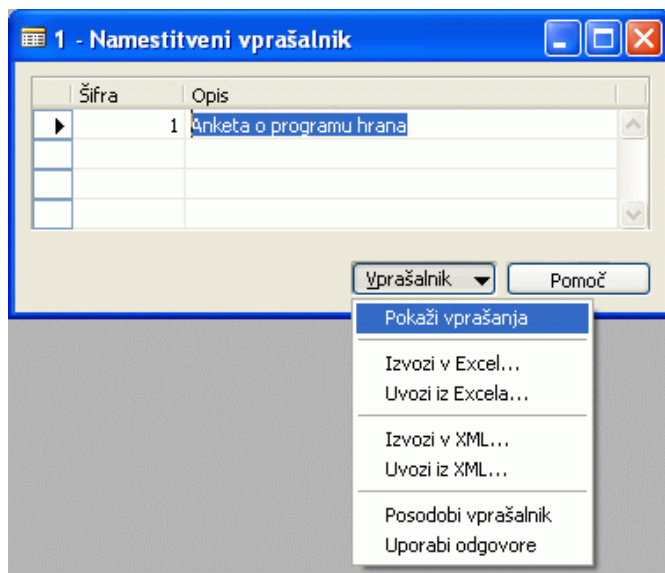 1 - Namestitveni vprašalnik
Šifra Opis
1 Anketa o programu hrana
Vprašalnik Pomoč
Pokaži vprašanja
Izvozi v Excel...
Uvozi iz Excela...
Izvozi v XML...
Uvozi iz XML...
Posodobi vprašalnik
Uporabi odgovore